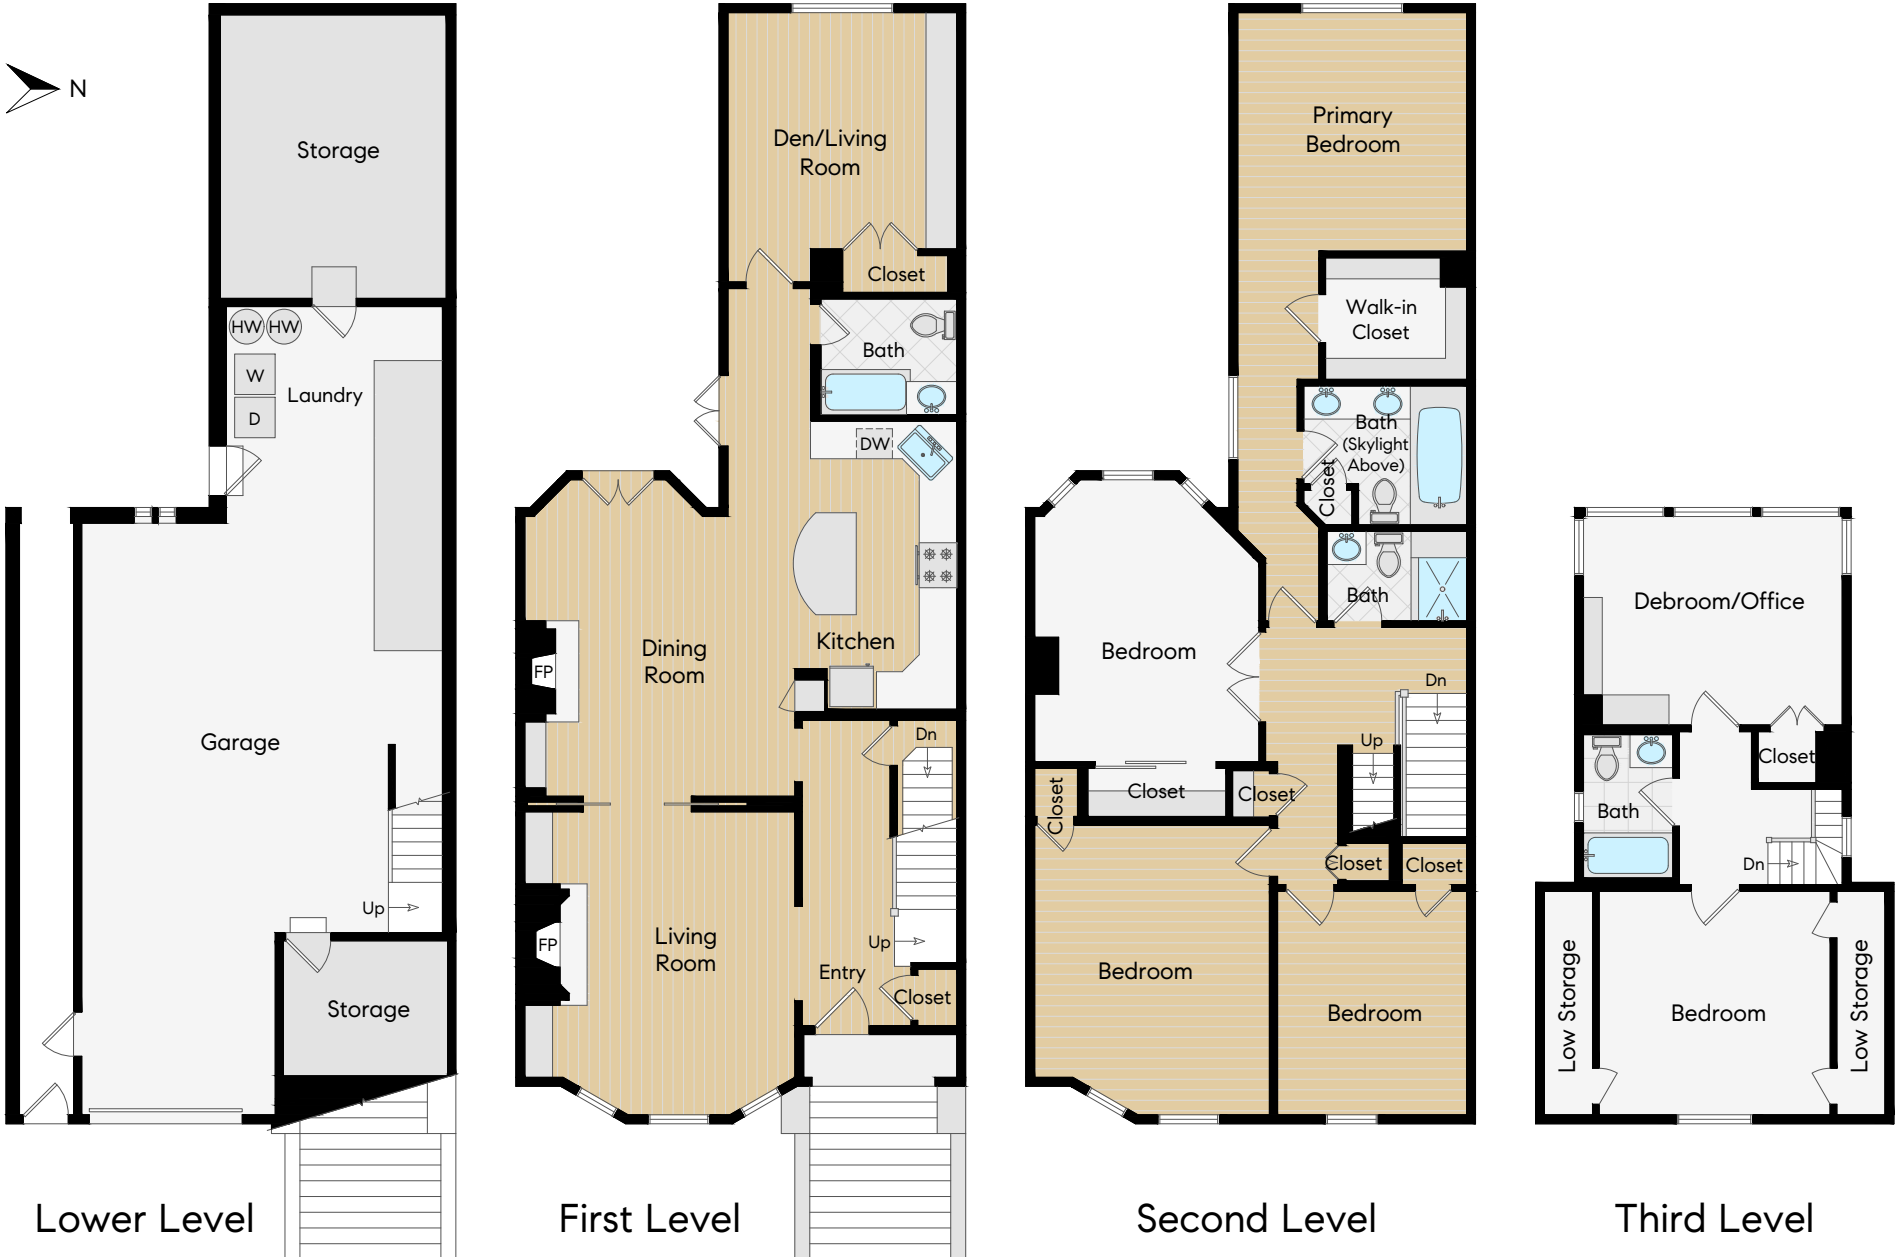 N
Storage
HW HW
W
D
Laundry
Garage
Up
Storage
Lower Level
Den/Living
Room
Closet
Bath
DW
Kitchen
FP
Dining
Room
Dn
FP
Living
Room
Up
Entry
Closet
First Level
Primary
Bedroom
Walk-in
Closet
Bath
(Skylight
Above)
Closet
Bath
Bedroom
Dn
Up
Closet
Closet
Closet
Closet
Closet
Bedroom
Bedroom
Second Level
Debroom/Office
Closet
Bath
Dn
Low Storage
Bedroom
Low Storage
Third Level